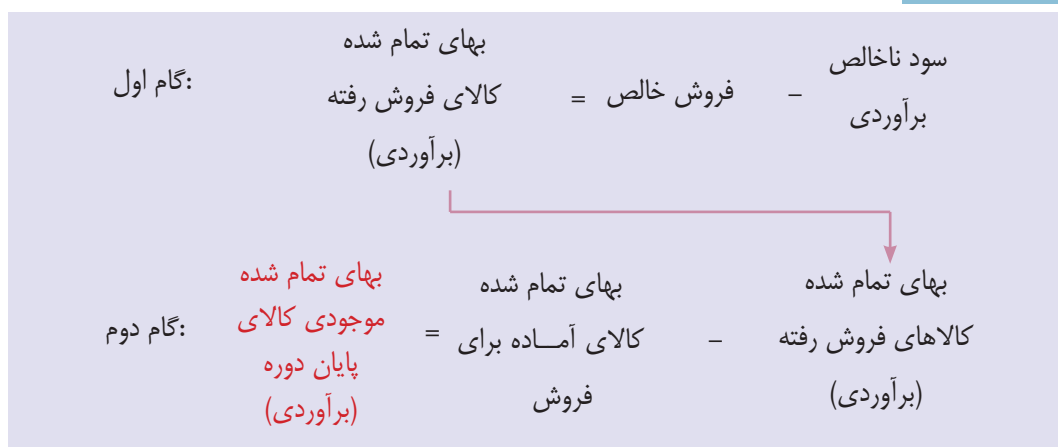 گام اول:
بهای تمام شده
کالای فروش رفته
(برآوردی)
=
فروش خالص
–
سود ناخالص
برآوردی
گام دوم:
بهای تمام شده
موجودی کالای
پایان دوره
(برآوردی)
=
بهای تمام شده
کالای آمــاده برای
فروش
–
بهای تمام شده
کالاهای فروش رفته
(برآوردی)